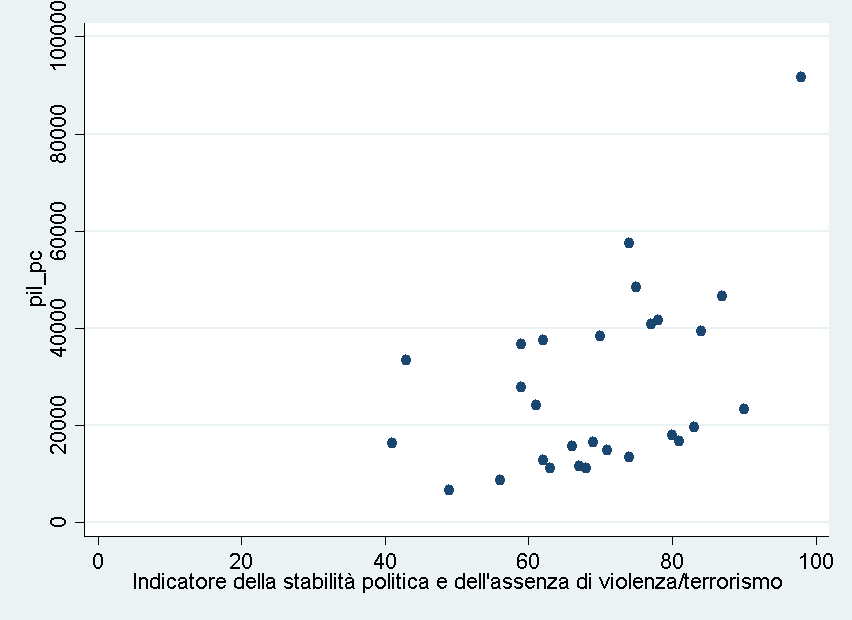 100000
80000
60000
40000
20000
0
pil_pc
0 20 40 60 80 100
Indicatore della stabilità politica e dell'assenza di violenza/terrorismo